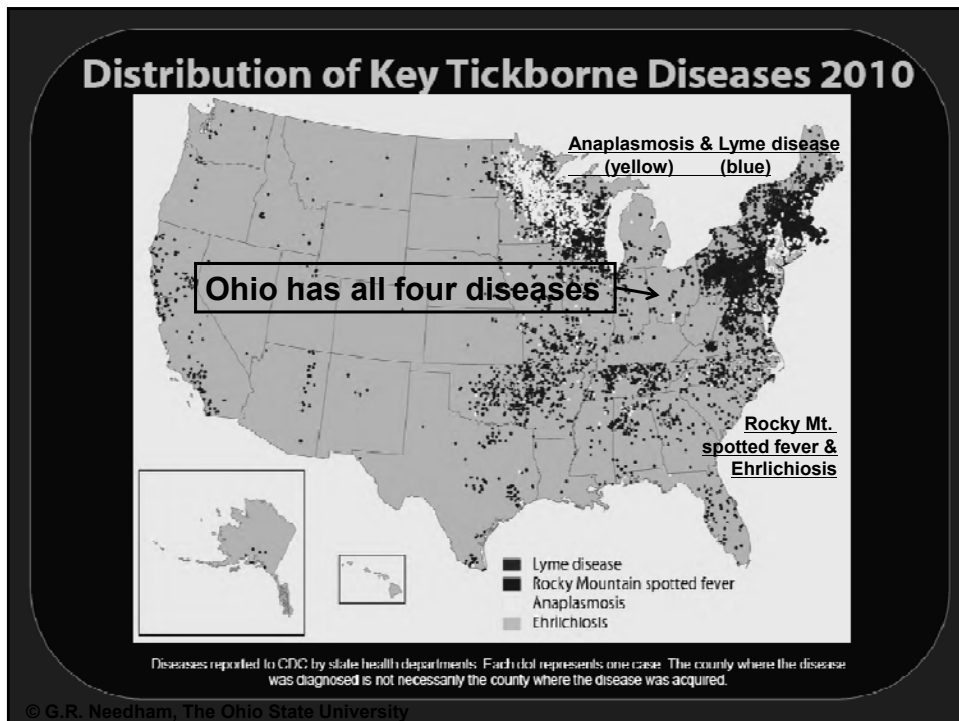 Distribution of Key Tickborne Diseases 2010
Anaplasmosis & Lyme disease
(yellow) (blue)
Ohio has all four diseases
Rocky Mt.
spotted fever &
Ehrlichiosis
Lyme disease
Rocky Mountain spotted fever
Anaplasmosis
Ehrlichiosis
Diseases reported to CDC by state health departments. Each dot represents one case. The county where the disease
was diagnosed is not necessarily the county where the disease was acquired.
© G.R. Needham, The Ohio State University